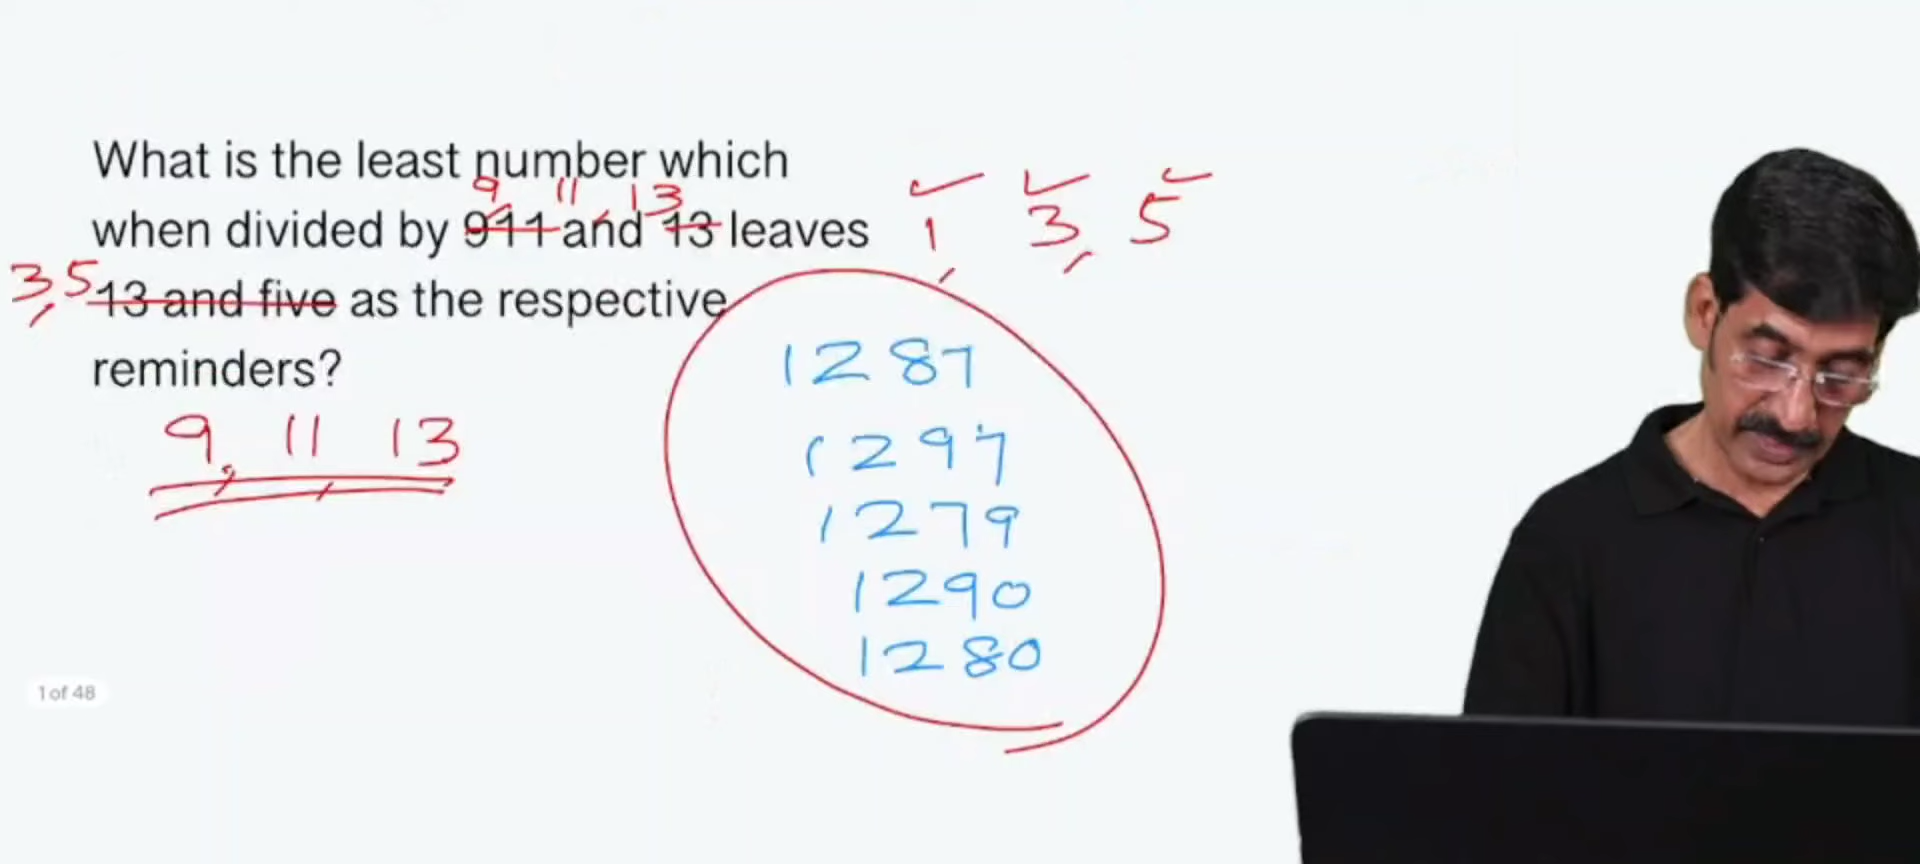 What is the least number which
9, 11, 13
when divided by 911 and 13 leaves 1, 3, 5
3, 5 13 and five as the respective
reminders?
9, 11, 13
1287
1297
1279
1290
1280
1 of 48